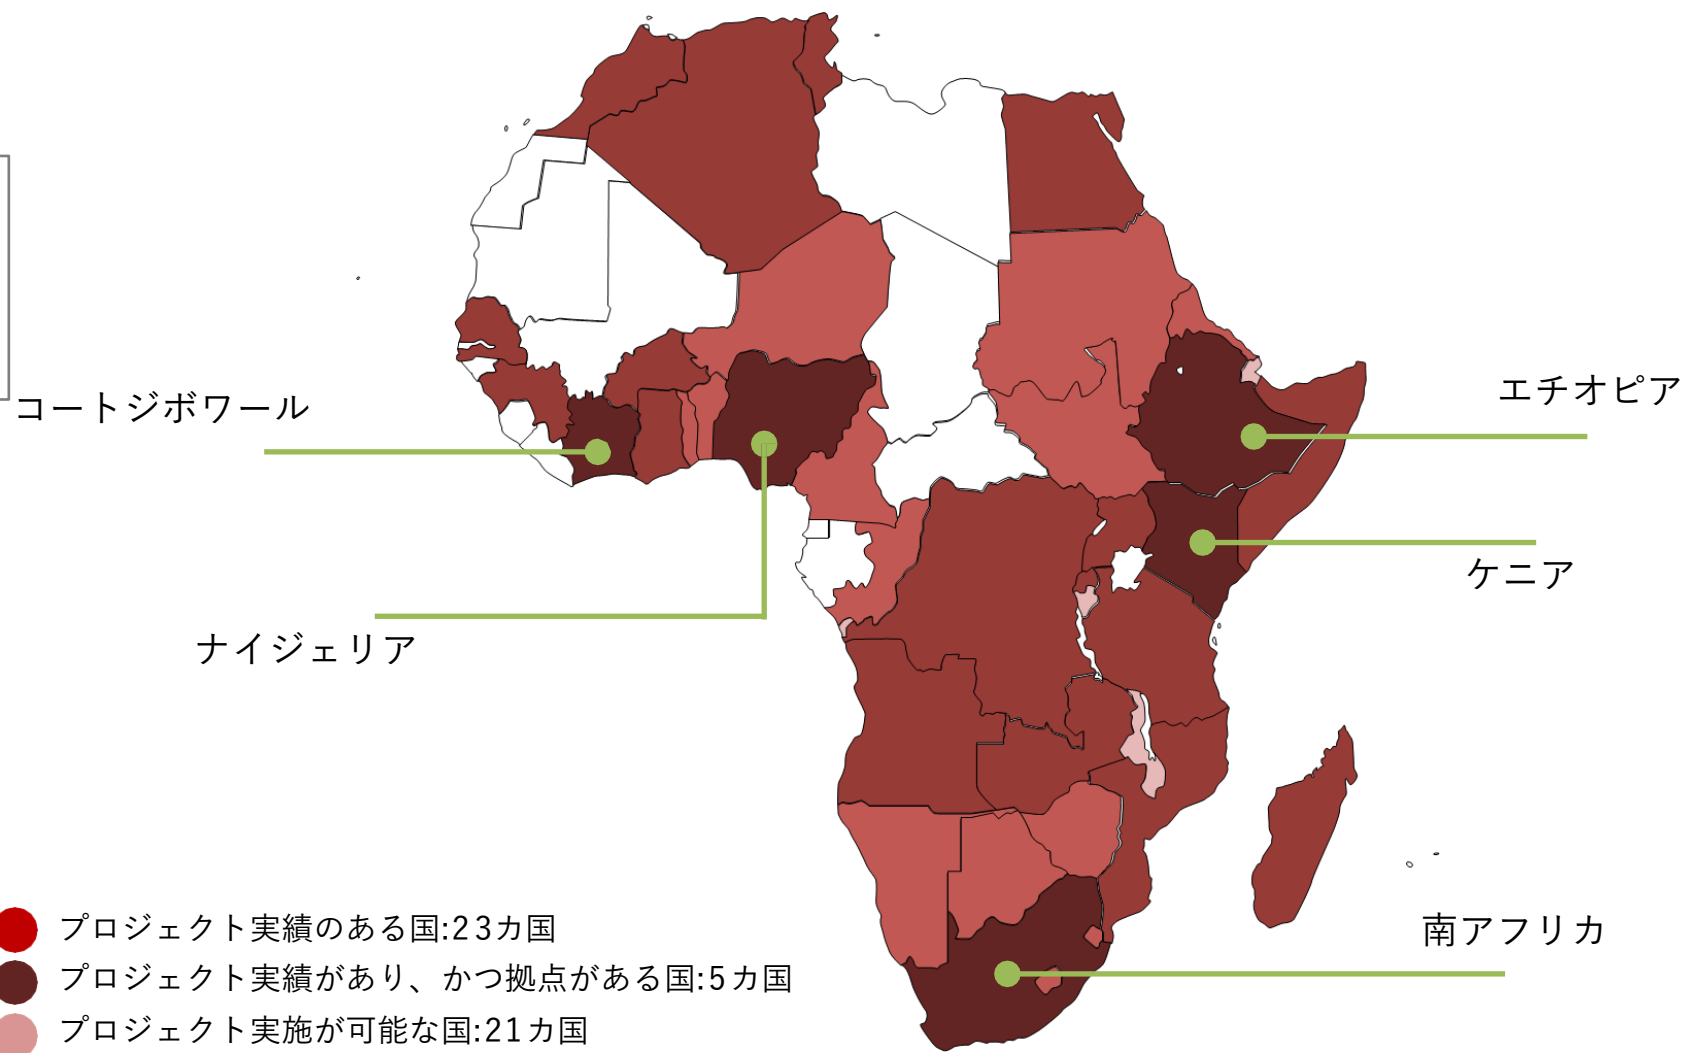 コートジボワール
エチオピア
ケニア
ナイジェリア
南アフリカ
プロジェクト実績のある国:23カ国
プロジェクト実績があり、かつ拠点がある国:5カ国
プロジェクト実施が可能な国:21カ国